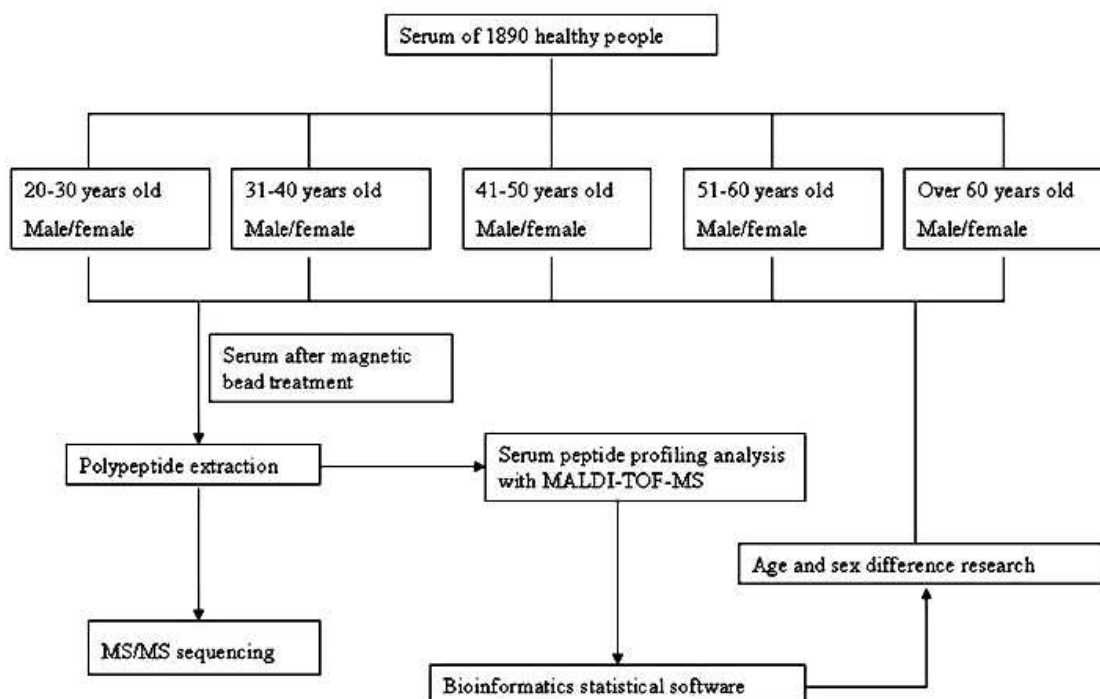 Serum of 1890 healthy people
20-30 years old
Male/female
31-40 years old
Male/female
41-50 years old
Male/female
51-60 years old
Male/female
Over 60 years old
Male/female
Serum after magnetic
bead treatment
Polypeptide extraction
Serum peptide profiling analysis
with MALDI-TOF-MS
Age and sex difference research
MS/MS sequencing
Bioinformatics statistical software